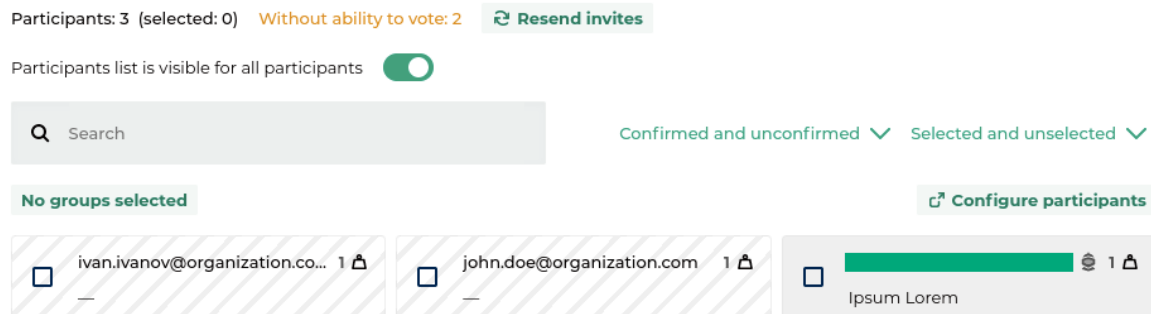 Participants: 3 (selected: 0) Without ability to vote: 2 Resend invites
Participants list is visible for all participants
Search Confirmed and unconfirmed Selected and unselected
No groups selected Configure participants
ivan.ivanov@organization.co... 1 john.doe@organization.com 1 1
— — Ipsum Lorem